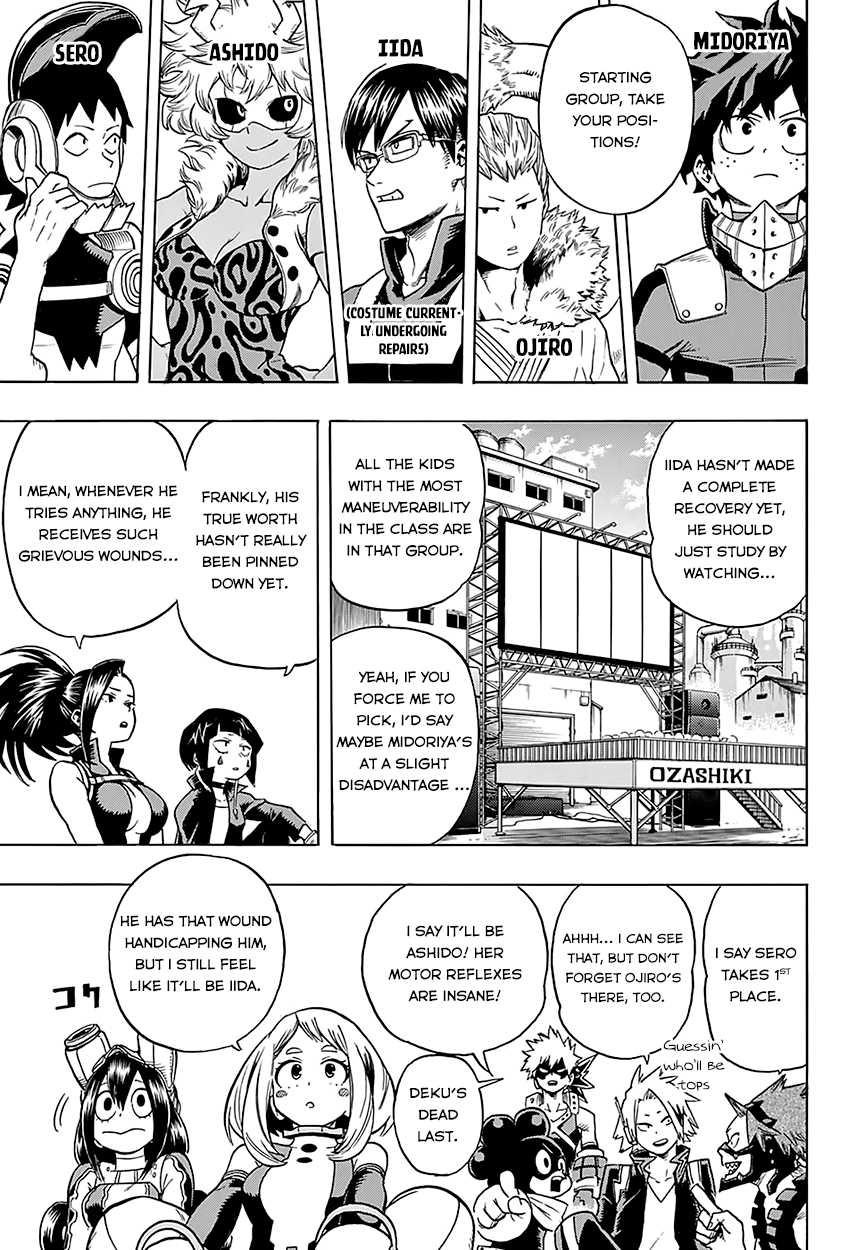 MIDORIYA
STARTING
GROUP, TAKE
YOUR POSI-
TIONS!
OJIRO
IIDA
(COSTUME CURRENT-
LY UNDERGOING
REPAIRS)
ASHIDO
SERO
IIDA HASN'T MADE
A COMPLETE
RECOVERY YET,
HE SHOULD
JUST STUDY BY
WATCHING...
ALL THE KIDS
WITH THE MOST
MANEUVERABILITY
IN THE CLASS ARE
IN THAT GROUP.
YEAH, IF YOU
FORCE ME TO
PICK, I'D SAY
MAYBE MIDORIYA'S
AT A SLIGHT
DISADVANTAGE ...
OZASHIKI
FRANKLY, HIS
TRUE WORTH
HASN'T REALLY
BEEN PINNED
DOWN YET.
I MEAN, WHENEVER HE
TRIES ANYTHING, HE
RECEIVES SUCH
GRIEVOUS WOUNDS...
I SAY SERO
TAKES 1ST
PLACE.
AHHH... I CAN SEE
THAT, BUT DON'T
FORGET OJIRO'S
THERE, TOO.
Guessin'
who'll be
tops
I SAY IT'LL BE
ASHIDO! HER
MOTOR REFLEXES
ARE INSANE!
DEKU'S
DEAD
LAST.
HE HAS THAT WOUND
HANDICAPPING HIM,
BUT I STILL FEEL
LIKE IT'LL BE IIDA.
コク